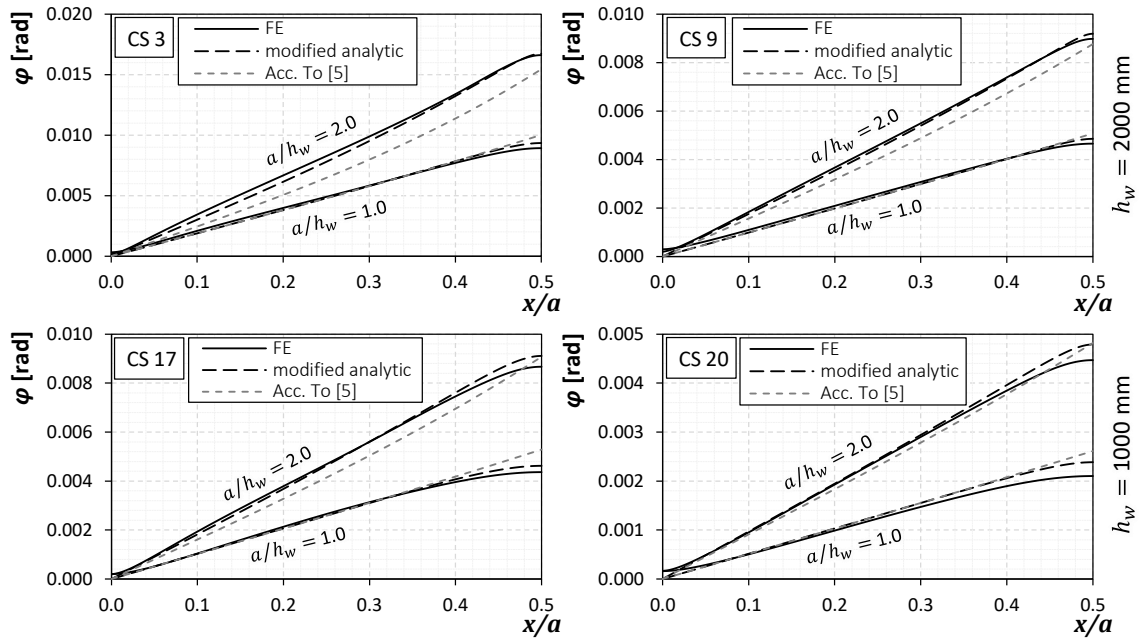 φ [rad]
0.020
0.015
0.010
0.005
0.000
CS 3
FE
modified analytic
Acc. To [5]
a/h_w = 2.0
a/h_w = 1.0
0.0 0.1 0.2 0.3 0.4 0.5
x/a
φ [rad]
0.010
0.008
0.006
0.004
0.002
0.000
CS 9
FE
modified analytic
Acc. To [5]
a/h_w = 2.0
a/h_w = 1.0
0.0 0.1 0.2 0.3 0.4 0.5
x/a
h_w = 2000 mm
φ [rad]
0.010
0.008
0.006
0.004
0.002
0.000
CS 17
FE
modified analytic
Acc. To [5]
a/h_w = 2.0
a/h_w = 1.0
0.0 0.1 0.2 0.3 0.4 0.5
x/a
φ [rad]
0.005
0.004
0.003
0.002
0.001
0.000
CS 20
FE
modified analytic
Acc. To [5]
a/h_w = 2.0
a/h_w = 1.0
0.0 0.1 0.2 0.3 0.4 0.5
x/a
h_w = 1000 mm